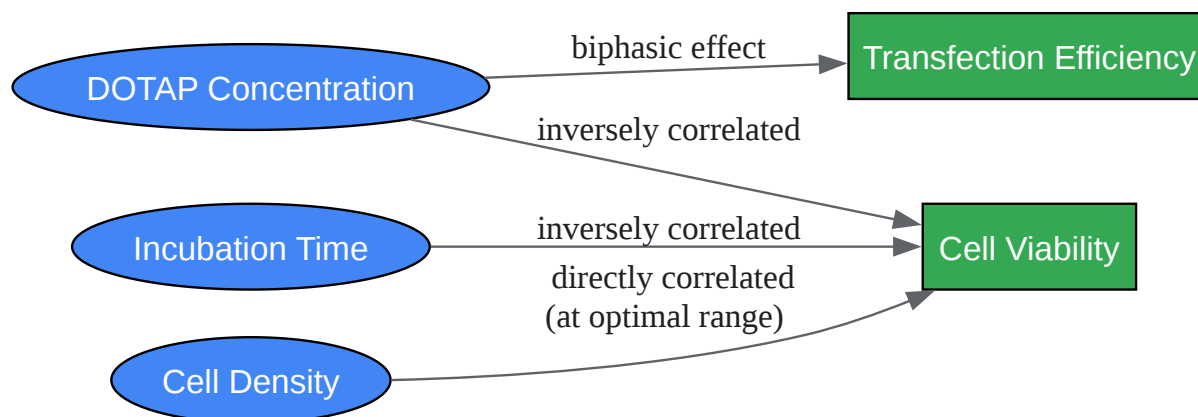 biphasic effect
Transfection Efficiency
DOTAP Concentration
inversely correlated
Incubation Time
inversely correlated
Cell Viability
directly correlated
(at optimal range)
Cell Density